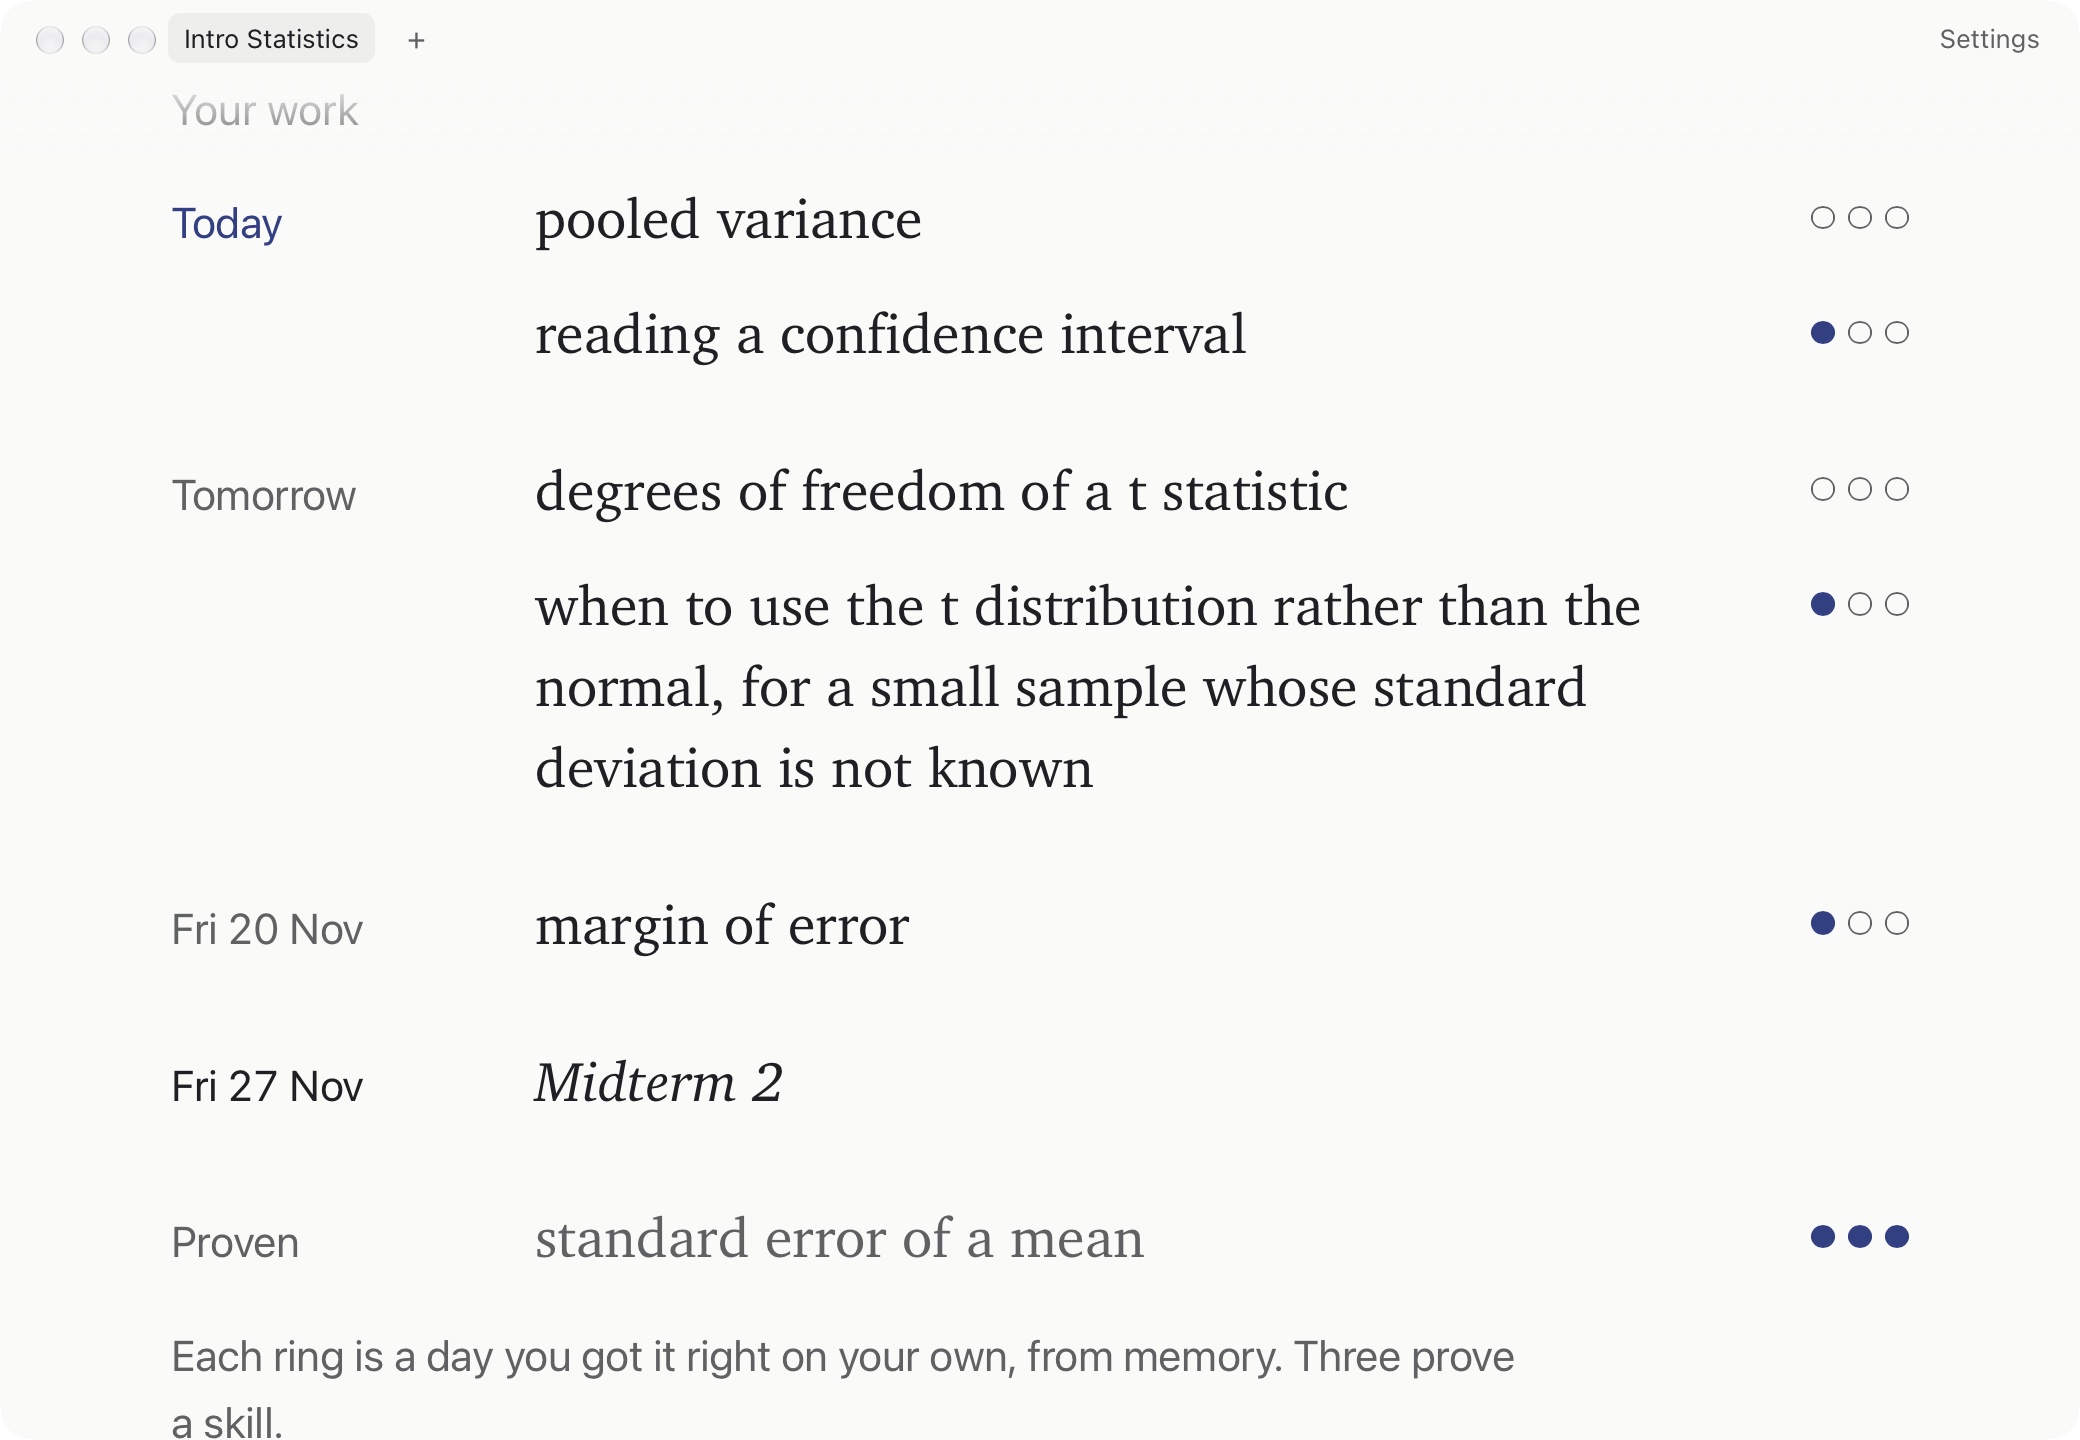 Intro Statistics + Settings
Your work
Today pooled variance
reading a confidence interval
Tomorrow degrees of freedom of a t statistic
when to use the t distribution rather than the
normal, for a small sample whose standard
deviation is not known
Fri 20 Nov margin of error
Fri 27 Nov Midterm 2
Proven standard error of a mean
Each ring is a day you got it right on your own, from memory. Three prove
a skill.